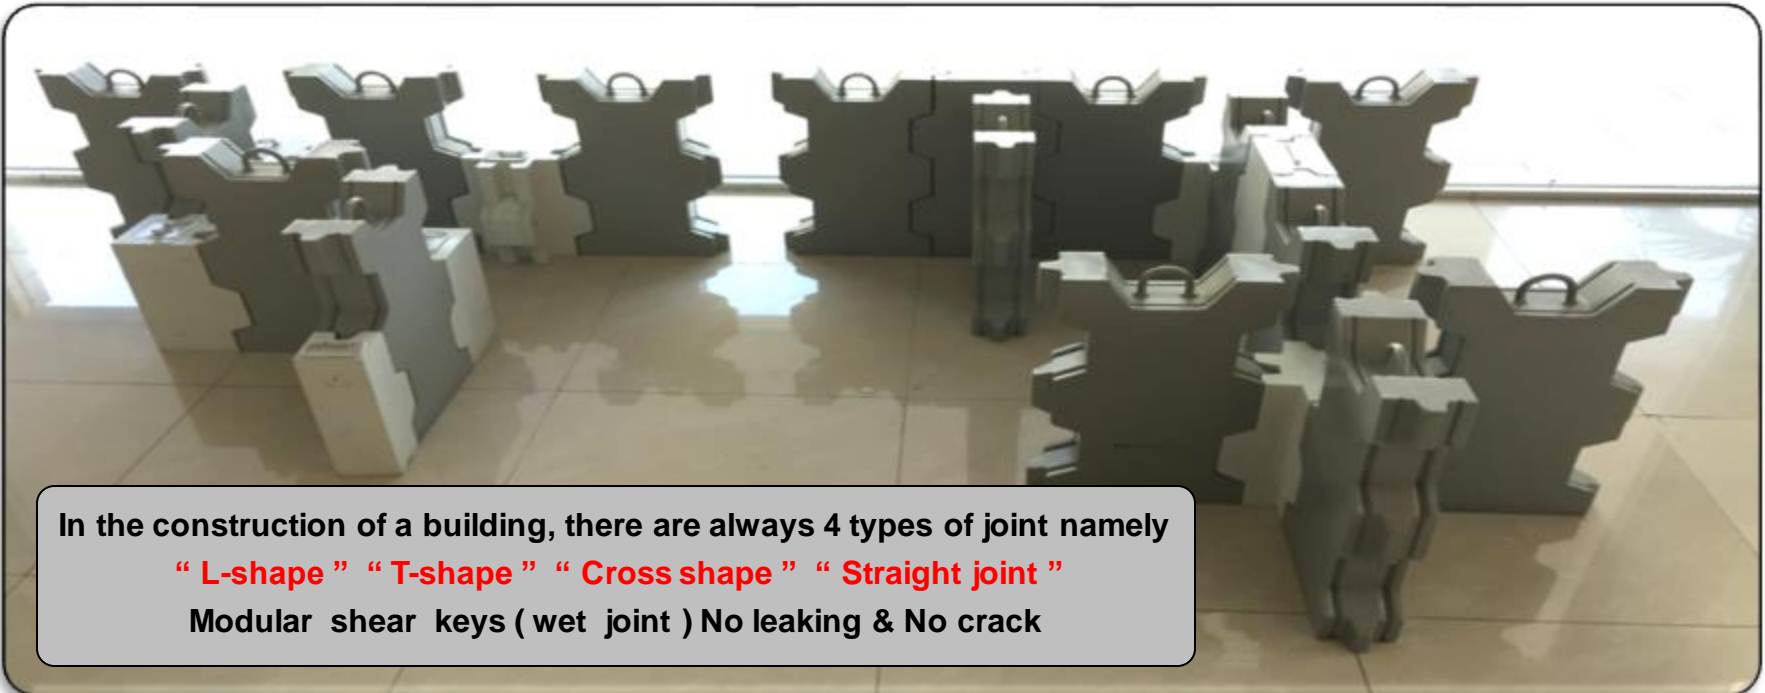 In the construction of a building, there are always 4 types of joint namely
“ L-shape ” “ T-shape ” “ Cross shape ” “ Straight joint ”
Modular shear keys ( wet joint ) No leaking & No crack